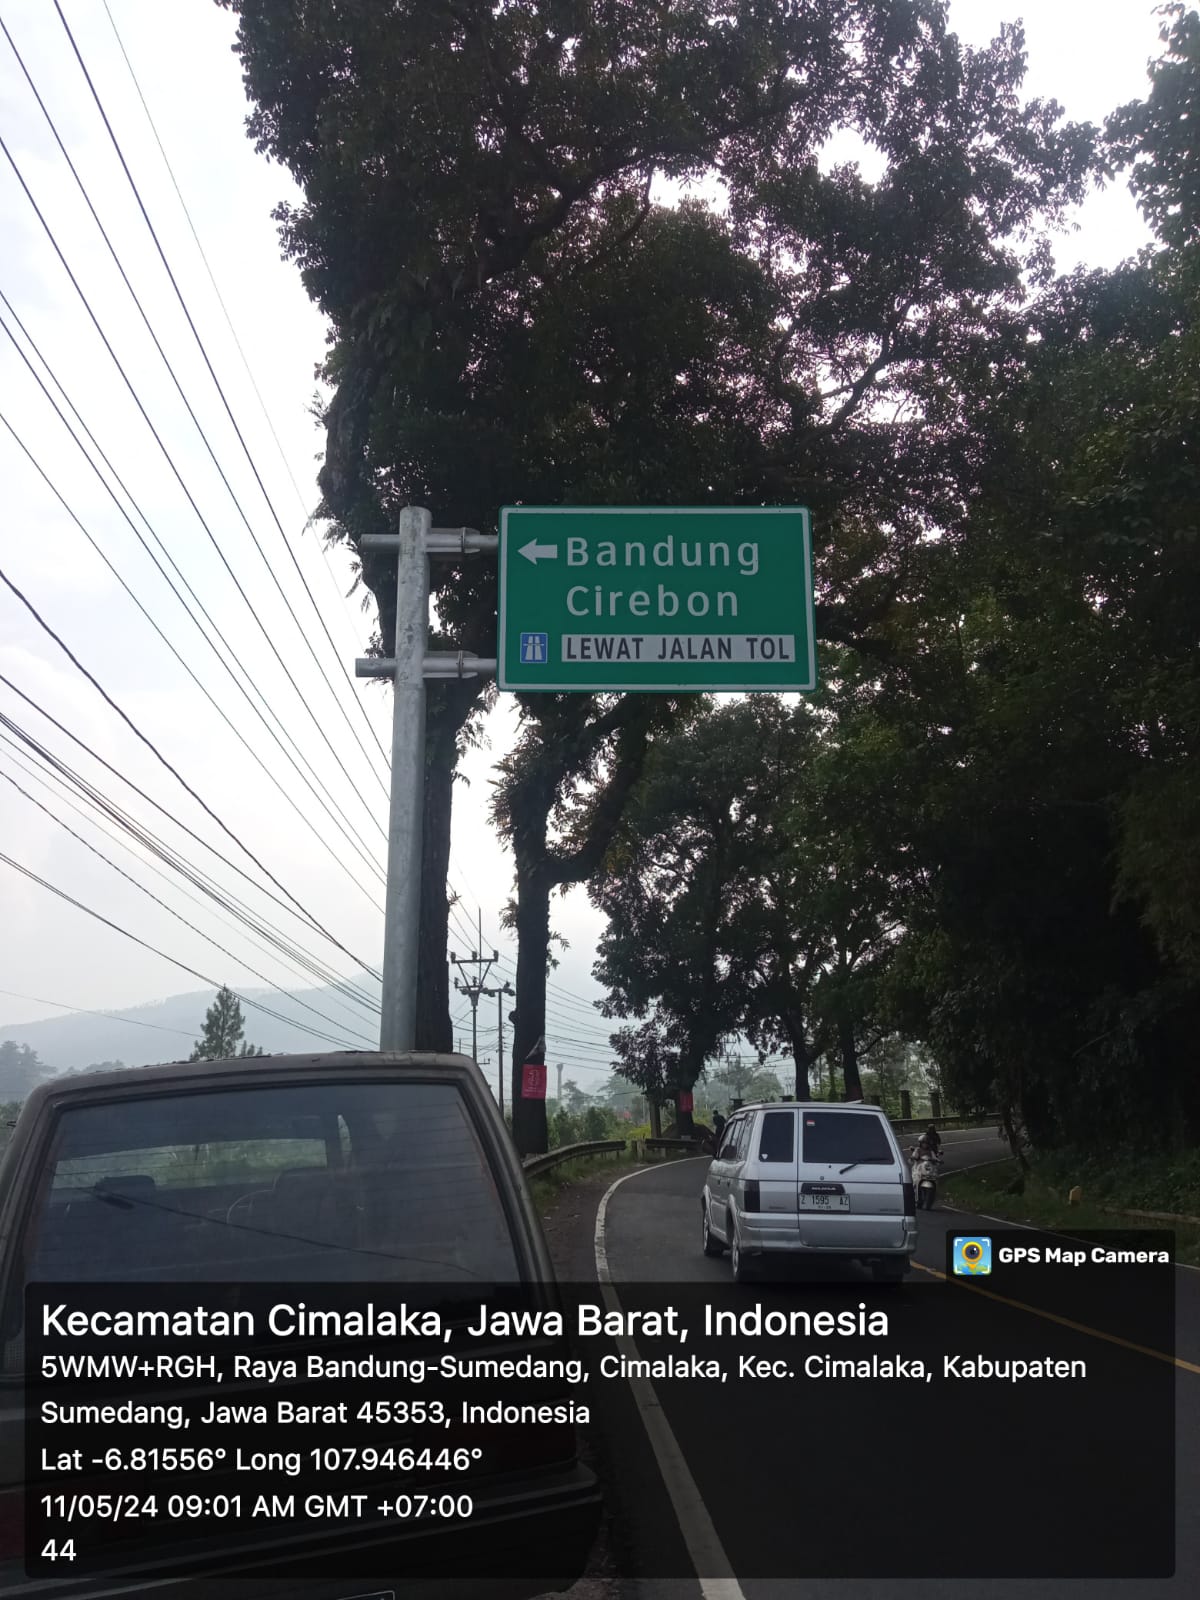 Bandung
Cirebon
LEWAT JALAN TOL
Z 1595 AZ
GPS Map Camera
Kecamatan Cimalaka, Jawa Barat, Indonesia
5WMW+RGH, Raya Bandung-Sumedang, Cimalaka, Kec. Cimalaka, Kabupaten
Sumedang, Jawa Barat 45353, Indonesia
Lat -6.81556° Long 107.946446°
11/05/24 09:01 AM GMT +07:00
44